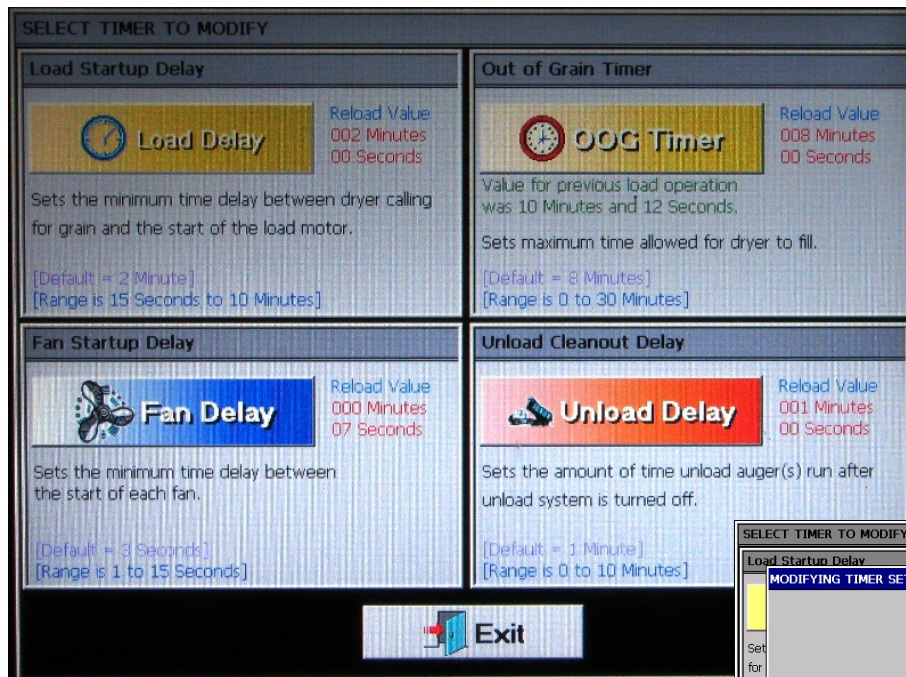 SELECT TIMER TO MODIFY
Load Startup Delay
Load Delay
Reload Value
002 Minutes
00 Seconds
Sets the minimum time delay between dryer calling
for grain and the start of the load motor.
[Default = 2 Minute]
[Range is 15 Seconds to 10 Minutes]
Out of Grain Timer
OOG Timer
Reload Value
008 Minutes
00 Seconds
Value for previous load operation
was 10 Minutes and 12 Seconds.
Sets maximum time allowed for dryer to fill.
[Default = 8 Minutes]
[Range is 0 to 30 Minutes]
Fan Startup Delay
Fan Delay
Reload Value
000 Minutes
07 Seconds
Sets the minimum time delay between
the start of each fan.
[Default = 3 Seconds]
[Range is 1 to 15 Seconds]
Unload Cleanout Delay
Unload Delay
Reload Value
001 Minutes
00 Seconds
Sets the amount of time unload auger(s) run after
unload system is turned off.
[Default = 1 Minute]
[Range is 0 to 10 Minutes]
Exit
SELECT TIMER TO MODIFY
Load Startup Delay
MODIFYING TIMER SE
Set
for